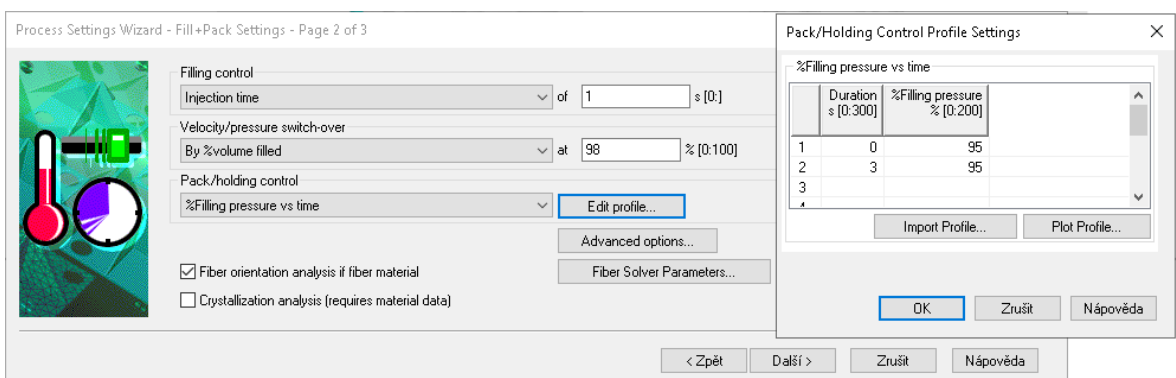 Process Settings Wizard - Fill+Pack Settings - Page 2 of 3
Filling control
Injection time of 1 s [0:]
Velocity/pressure switch-over
By %volume filled at 98 % [0:100]
Pack/holding control
%Filling pressure vs time Edit profile...
Advanced options...
Fiber orientation analysis if fiber material Fiber Solver Parameters...
Crystallization analysis (requires material data)
< Zpět Další > Zrušit Nápověda
Pack/Holding Control Profile Settings
%Filling pressure vs time
Duration %Filling pressure
s [0:300] % [0:200]
1 0 95
2 3 95
3
Import Profile... Plot Profile...
OK Zrušit Nápověda